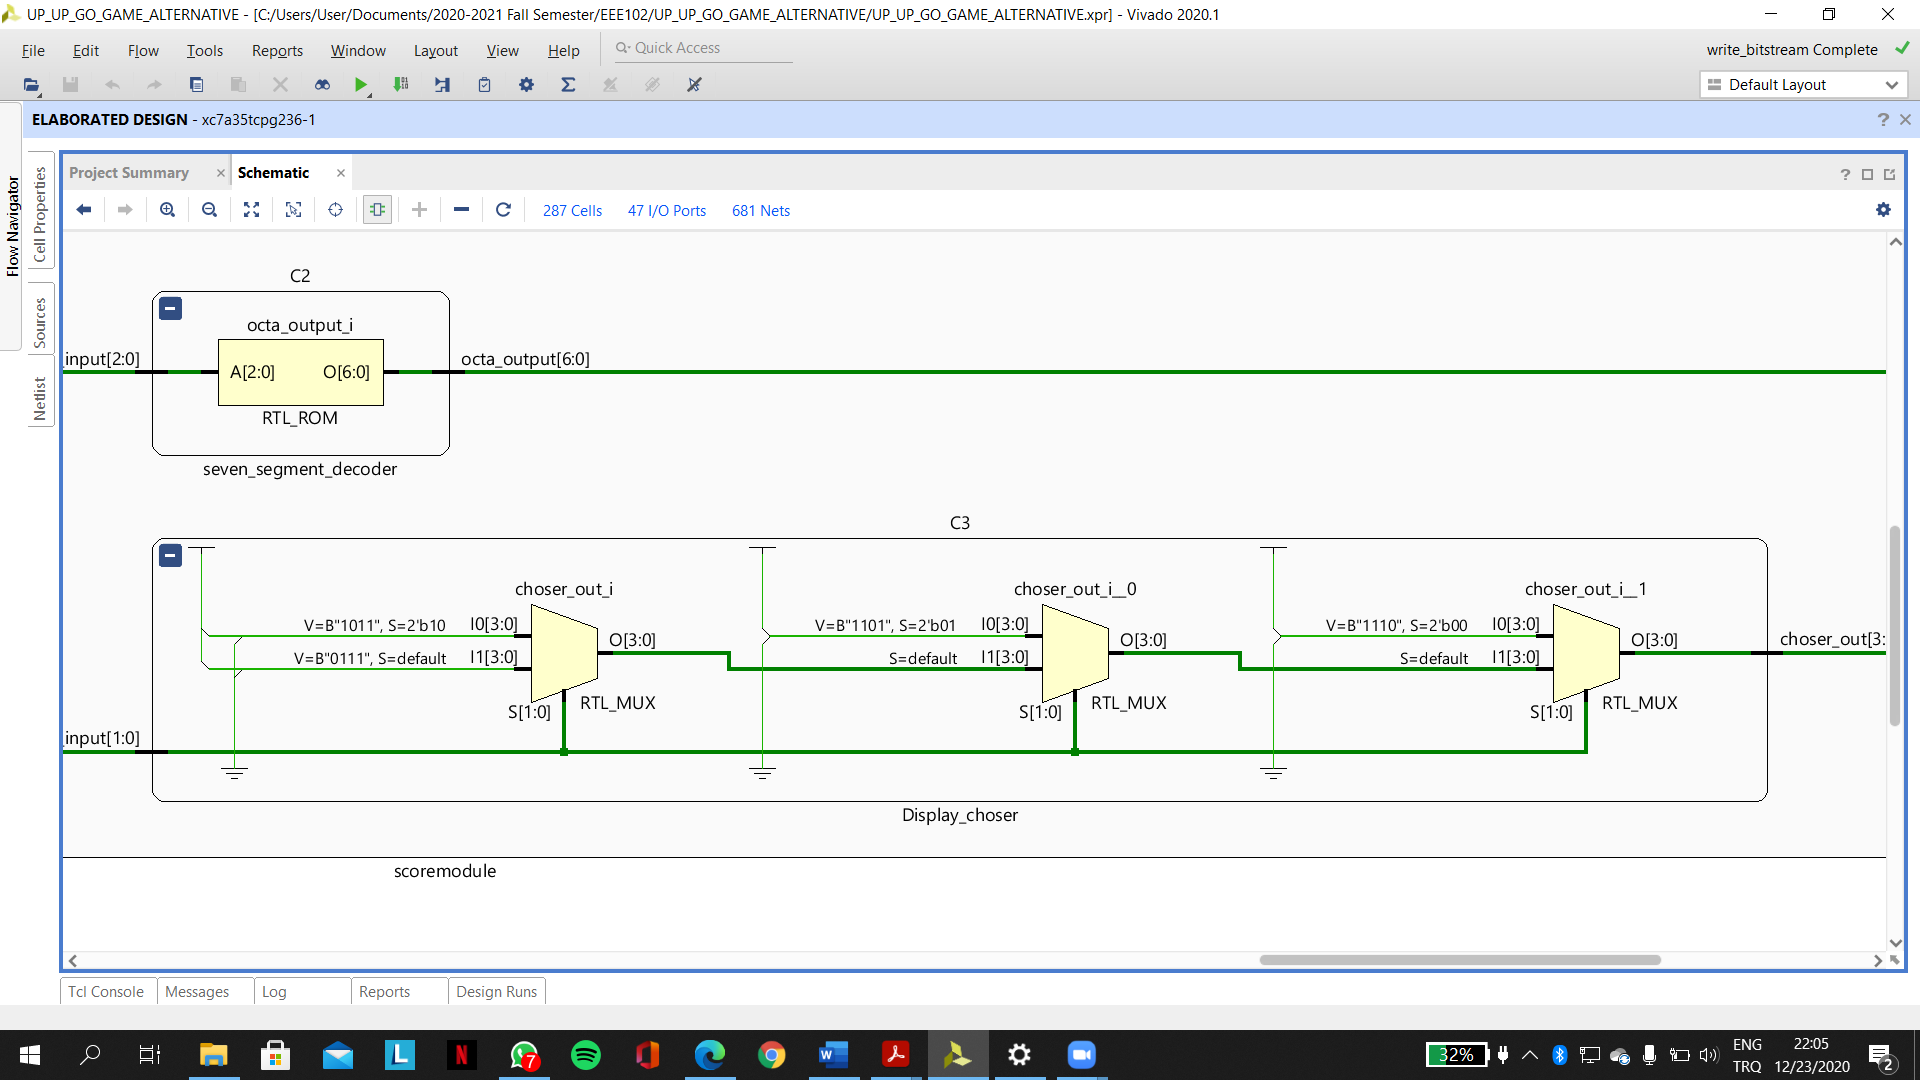 UP_UP_GO_GAME_ALTERNATIVE - [C:/Users/User/Documents/2020-2021 Fall Semester/EEE102/UP_UP_GO_GAME_ALTERNATIVE/UP_UP_GO_GAME_ALTERNATIVE.xpr] - Vivado 2020.1
File Edit Flow Tools Reports Window Layout View Help Quick Access
write_bitstream Complete
Default Layout
ELABORATED DESIGN - xc7a35tcpg236-1
Flow Navigator
Cell Properties
Sources
Netlist
Project Summary Schematic
287 Cells 47 I/O Ports 681 Nets
C2
octa_output_i
input[2:0]
A[2:0] O[6:0]
octa_output[6:0]
RTL_ROM
seven_segment_decoder
C3
choser_out_i choser_out_i__0 choser_out_i__1
V=B"1011", S=2'b10 I0[3:0] O[3:0] V=B"1101", S=2'b01 I0[3:0] O[3:0] V=B"1110", S=2'b00 I0[3:0] O[3:0] choser_out[3:
V=B"0111", S=default I1[3:0] S=default I1[3:0] S=default I1[3:0]
S[1:0] RTL_MUX S[1:0] RTL_MUX S[1:0] RTL_MUX
input[1:0]
Display_choser
scoremodule
Tcl Console Messages Log Reports Design Runs
7
32%
ENG
TRQ
22:05
12/23/2020
2